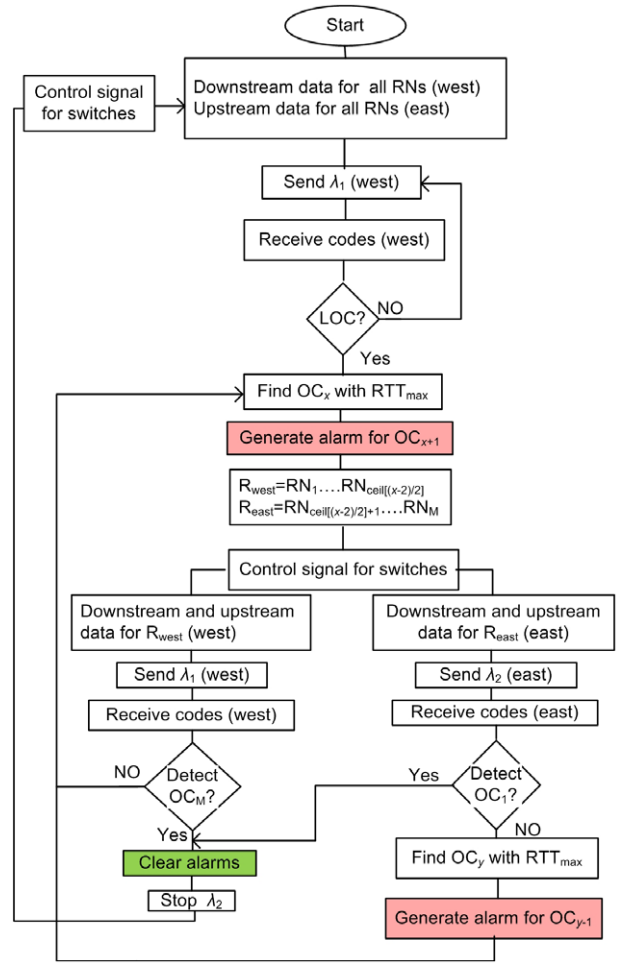 Start
Control signal
for switches
Downstream data for all RNs (west)
Upstream data for all RNs (east)
Send λ₁ (west)
Receive codes (west)
LOC?
NO
Yes
Find OCₓ with RTTmax
Generate alarm for OCx+1
Rwest=RN1....RNceil[(x-2)/2]
Reast=RNceil[(x-2)/2]+1....RNM
Control signal for switches
Downstream and upstream
data for Rwest (west)
Downstream and upstream
data for Reast (east)
Send λ₁ (west)
Send λ₂ (east)
Receive codes (west)
Receive codes (east)
NO
Detect
OCM?
Yes
Yes
Detect
OC1?
NO
Clear alarms
Find OCy with RTTmax
Stop λ₂
Generate alarm for OCy-1